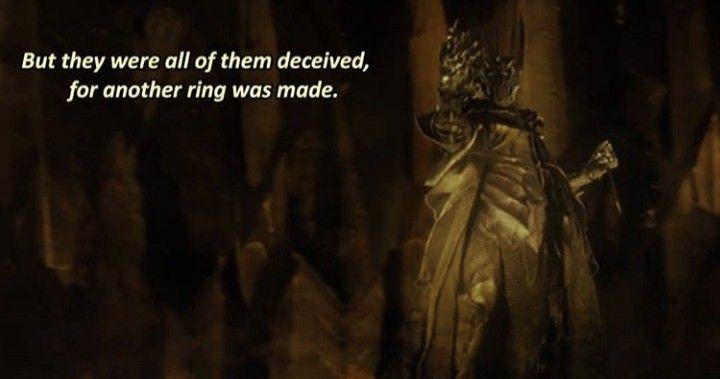 But they were all of them deceived,
for another ring was made.